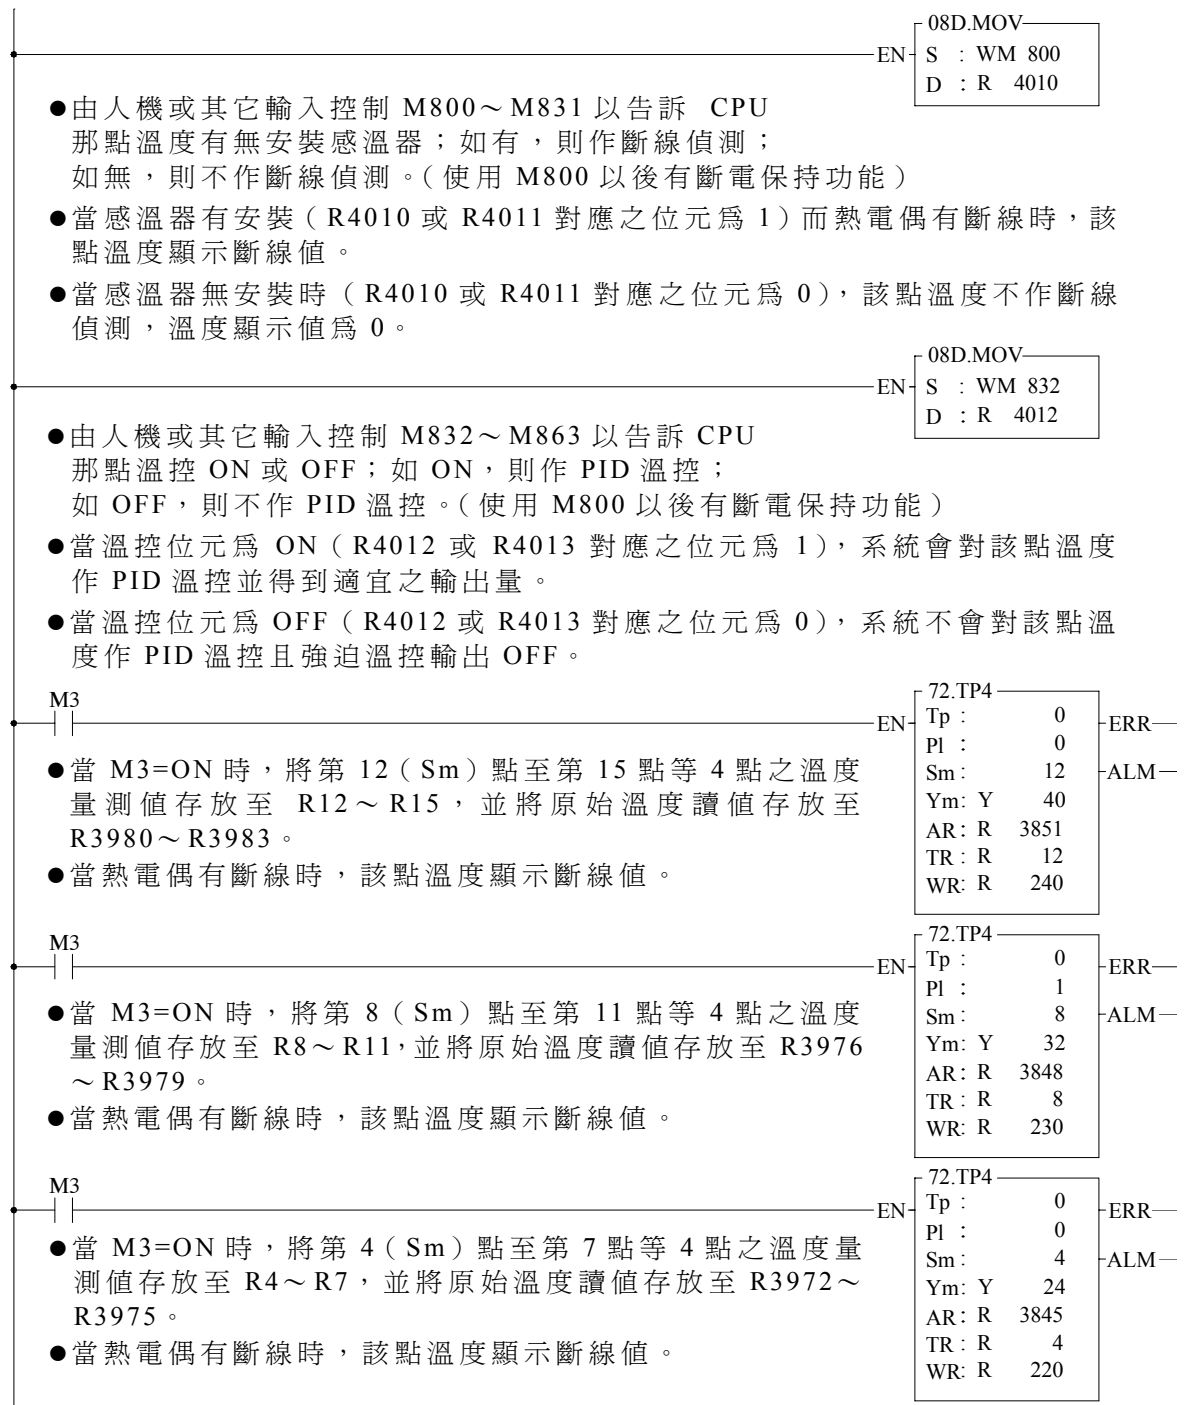 08D.MOV
EN S : WM 800
D : R 4010
●由人機或其它輸入控制 M800～M831 以告訴 CPU
那點溫度有無安裝感溫器；如有，則作斷線偵測；
如無，則不作斷線偵測。（使用 M800 以後有斷電保持功能）
●當感溫器有安裝（R4010 或 R4011 對應之位元爲 1）而熱電偶有斷線時，該
點溫度顯示斷線值。
●當感溫器無安裝時（R4010 或 R4011 對應之位元爲 0），該點溫度不作斷線
偵測，溫度顯示值爲 0。
08D.MOV
EN S : WM 832
D : R 4012
●由人機或其它輸入控制 M832～M863 以告訴 CPU
那點溫控 ON 或 OFF；如 ON，則作 PID 溫控；
如 OFF，則不作 PID 溫控。（使用 M800 以後有斷電保持功能）
●當溫控位元爲 ON（R4012 或 R4013 對應之位元爲 1），系統會對該點溫度
作 PID 溫控並得到適宜之輸出量。
●當溫控位元爲 OFF（R4012 或 R4013 對應之位元爲 0），系統不會對該點溫
度作 PID 溫控且強迫溫控輸出 OFF。
M3
72.TP4
EN Tp : 0 ERR
Pl : 0
Sm : 12 ALM
Ym: Y 40
AR: R 3851
TR : R 12
WR: R 240
●當 M3=ON 時，將第 12（Sm）點至第 15 點等 4 點之溫度
量測值存放至 R12～R15，並將原始溫度讀值存放至
R3980～R3983。
●當熱電偶有斷線時，該點溫度顯示斷線值。
M3
72.TP4
EN Tp : 0 ERR
Pl : 1
Sm : 8 ALM
Ym: Y 32
AR: R 3848
TR : R 8
WR: R 230
●當 M3=ON 時，將第 8（Sm）點至第 11 點等 4 點之溫度
量測值存放至 R8～R11，並將原始溫度讀值存放至 R3976
～R3979。
●當熱電偶有斷線時，該點溫度顯示斷線值。
M3
72.TP4
EN Tp : 0 ERR
Pl : 0
Sm : 4 ALM
Ym: Y 24
AR: R 3845
TR : R 4
WR: R 220
●當 M3=ON 時，將第 4（Sm）點至第 7 點等 4 點之溫度量
測值存放至 R4～R7，並將原始溫度讀值存放至 R3972～
R3975。
●當熱電偶有斷線時，該點溫度顯示斷線值。